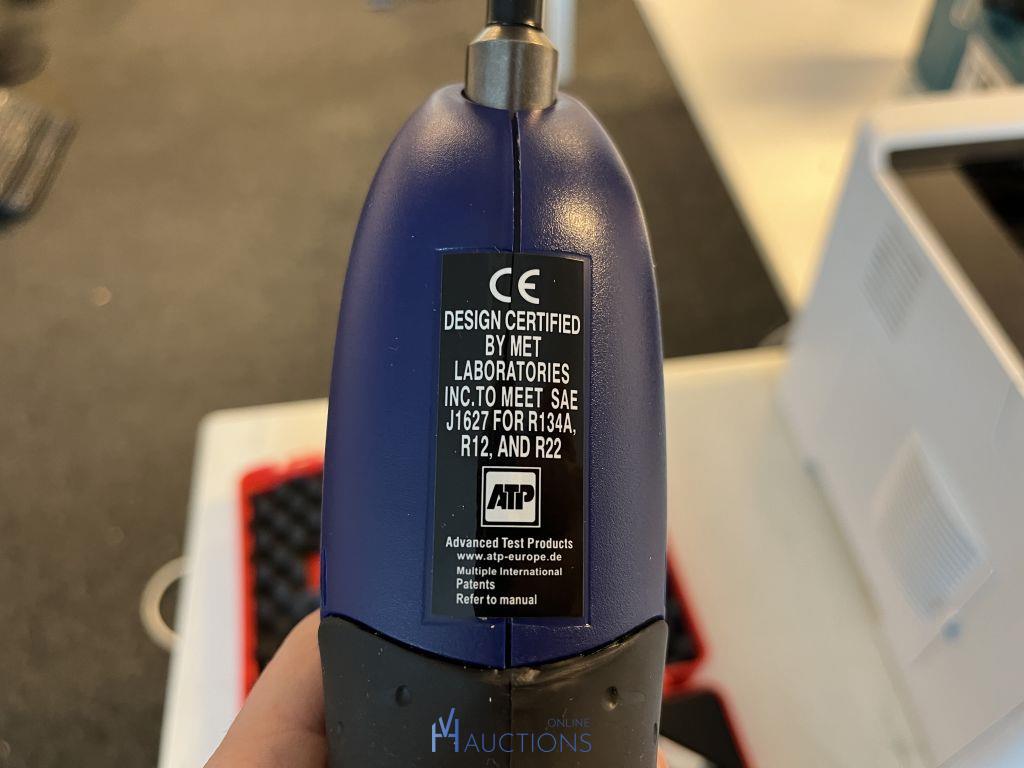 CE
DESIGN CERTIFIED
BY MET
LABORATORIES
INC.TO MEET SAE
J1627 FOR R134A,
R12, AND R22
ATP
Advanced Test Products
www.atp-europe.de
Multiple International
Patents
Refer to manual
ONLINE
VH AUCTIONS